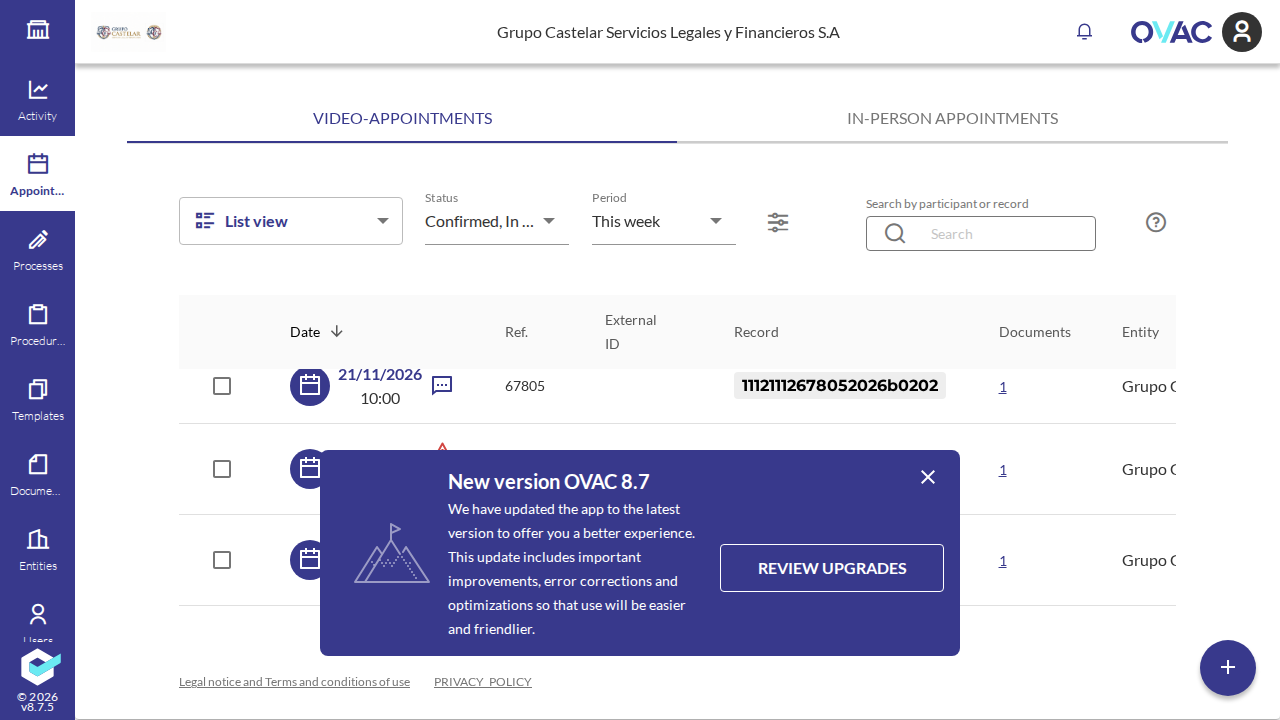 GRUPO
CASTELAR
Grupo Castelar Servicios Legales y Financieros S.A
OVAC
Activity
Appoint...
Processes
Procedur...
Templates
Docume...
Entities
Users
© 2026
v8.7.5
VIDEO-APPOINTMENTS
IN-PERSON APPOINTMENTS
List view
Status
Confirmed, In ...
Period
This week
Search by participant or record
Search
Date
Ref.
External
ID
Record
Documents
Entity
21/11/2026
10:00
67805
11121112678052026b0202
1
Grupo C
1
Grupo C
1
Grupo C
New version OVAC 8.7
We have updated the app to the latest
version to offer you a better experience.
This update includes important
improvements, error corrections and
optimizations so that use will be easier
and friendlier.
REVIEW UPGRADES
Legal notice and Terms and conditions of use
PRIVACY POLICY